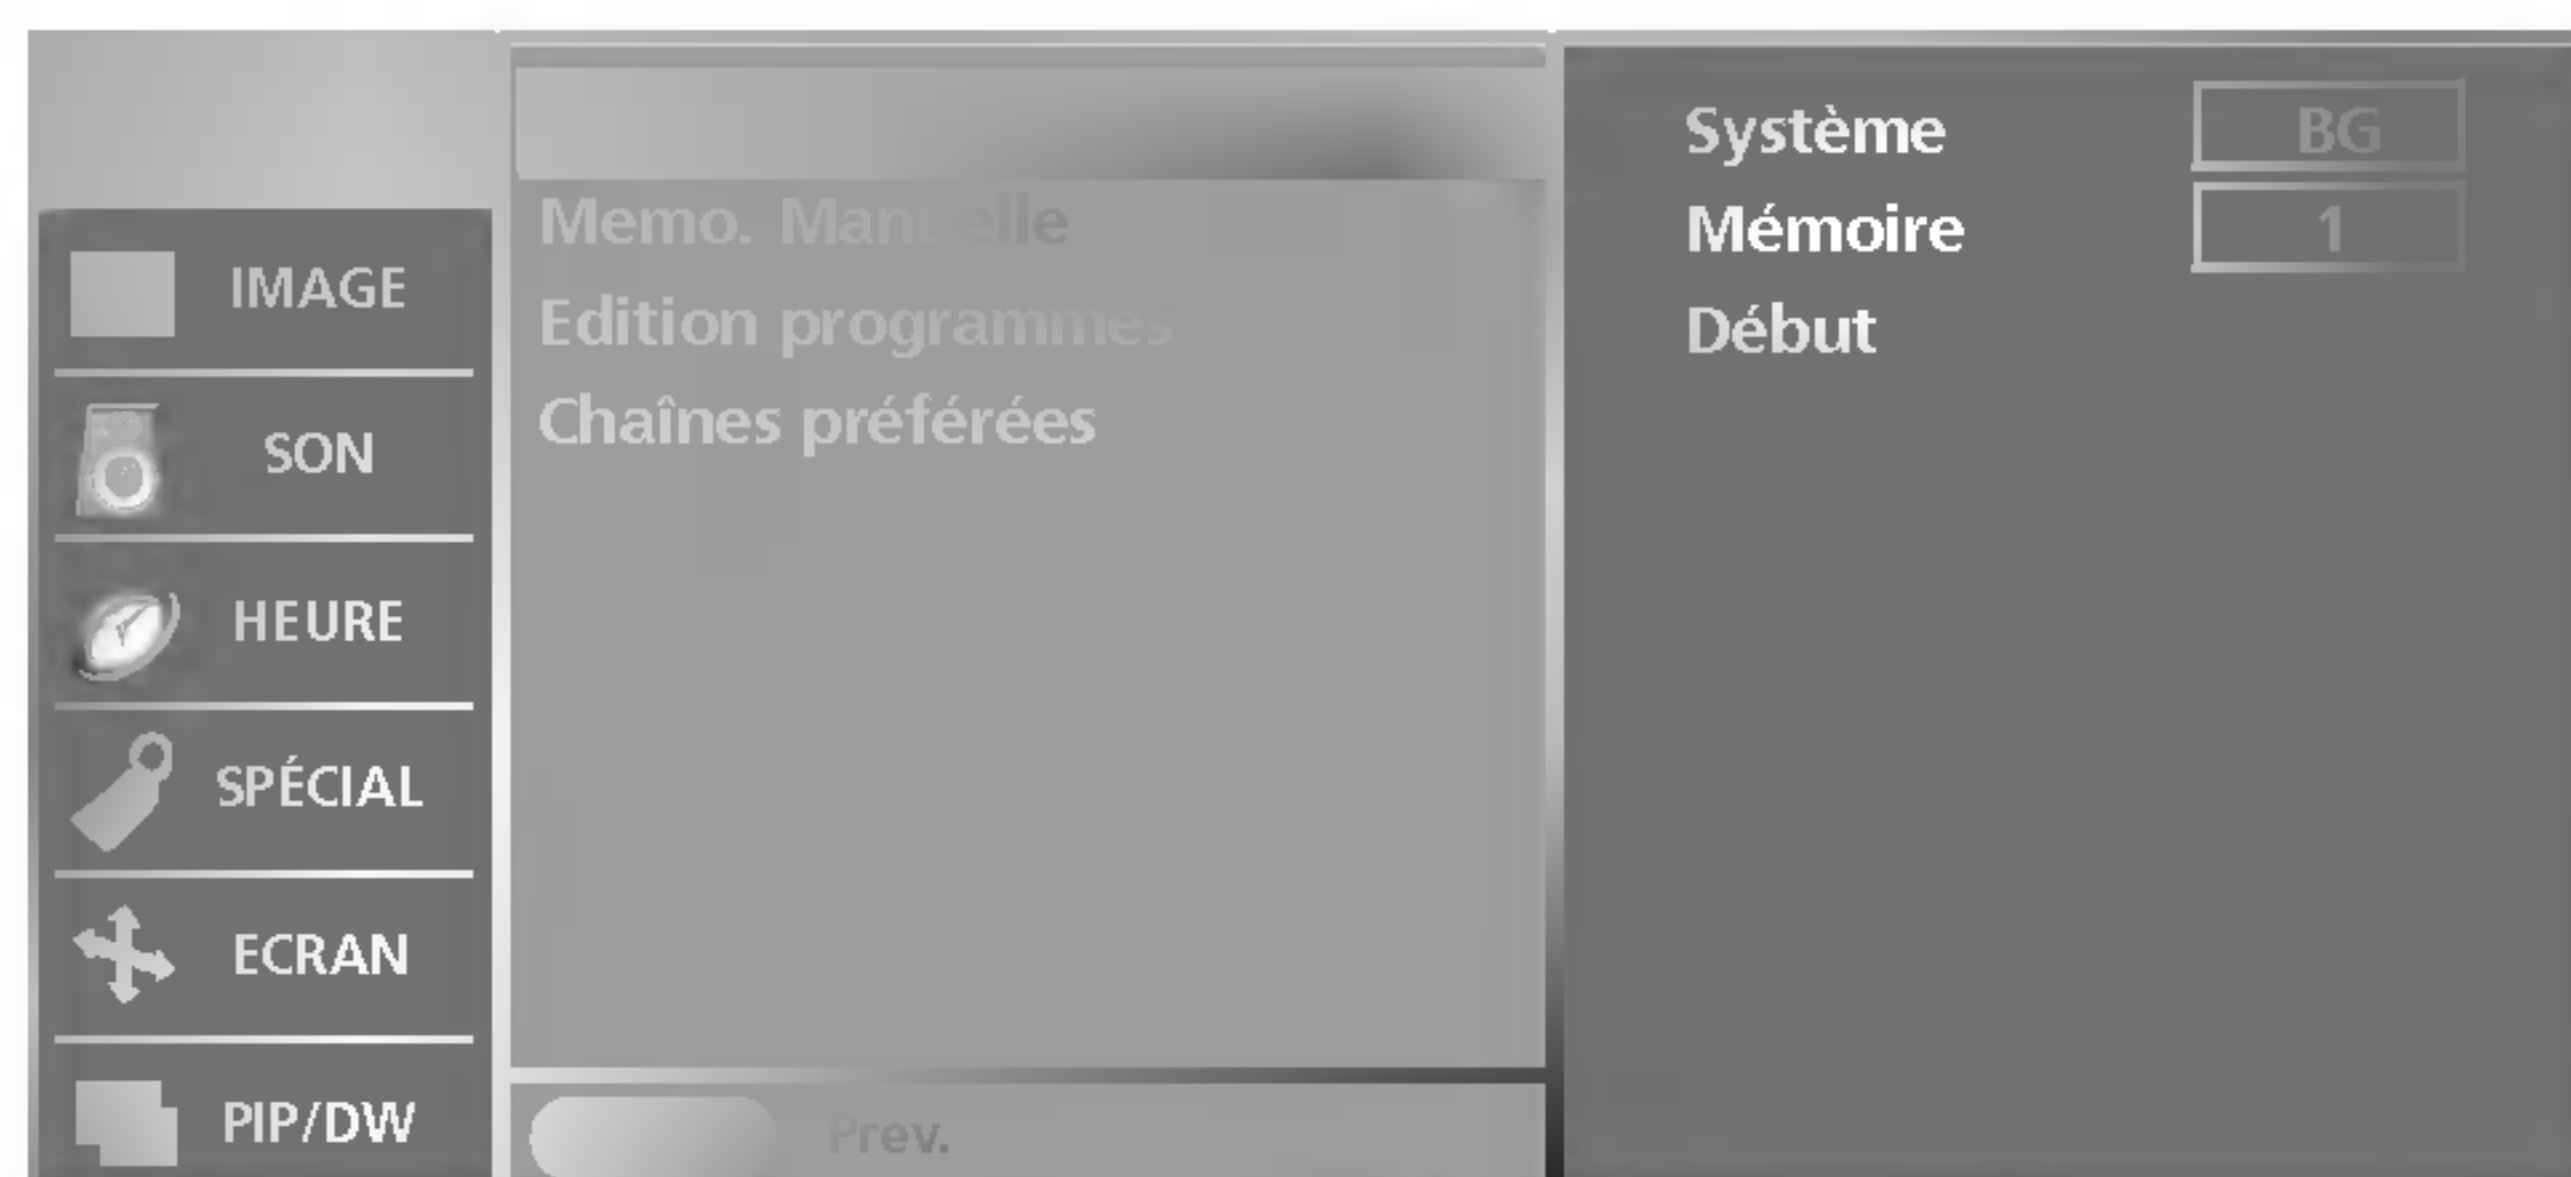 IMAGE
SON
HEURE
SPÉCIAL
ECRAN
PIP/DW
Memo. Manuelle
Edition programmes
Chaînes préférées
Prev.
Système BG
Mémoire 1
Début